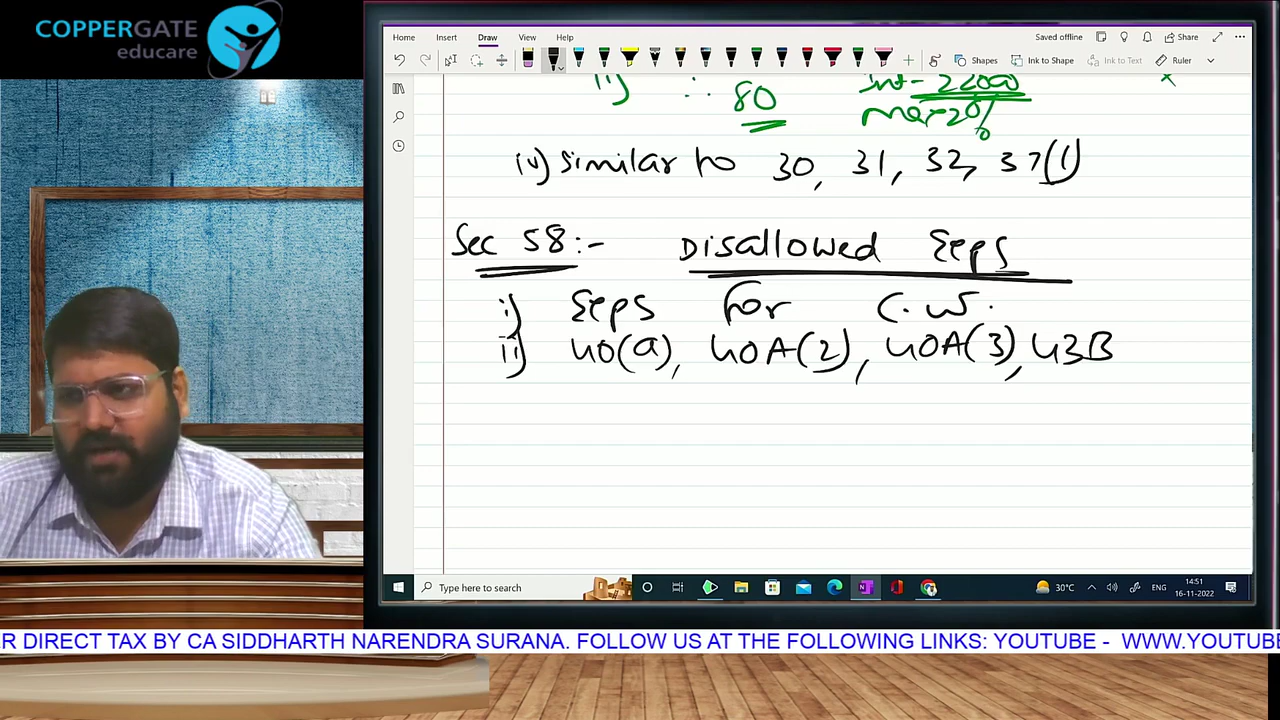 COPPERGATE
educare
Saved offline
Share
Home Insert Draw View Help
Shapes Ink to Shape Ink to Text Ruler
ii) ∴ 80 Int- 22000
max 20%
iv) Similar to 30, 31, 32, 37(1)
Sec 58:- Disallowed Exps
i) Exps for C.W.
ii) 40(a), 40A(2), 40A(3), 43B
Type here to search
30°C
ENG
14:51
16-11-2022
R DIRECT TAX BY CA SIDDHARTH NARENDRA SURANA. FOLLOW US AT THE FOLLOWING LINKS: YOUTUBE - WWW.YOUTUBE